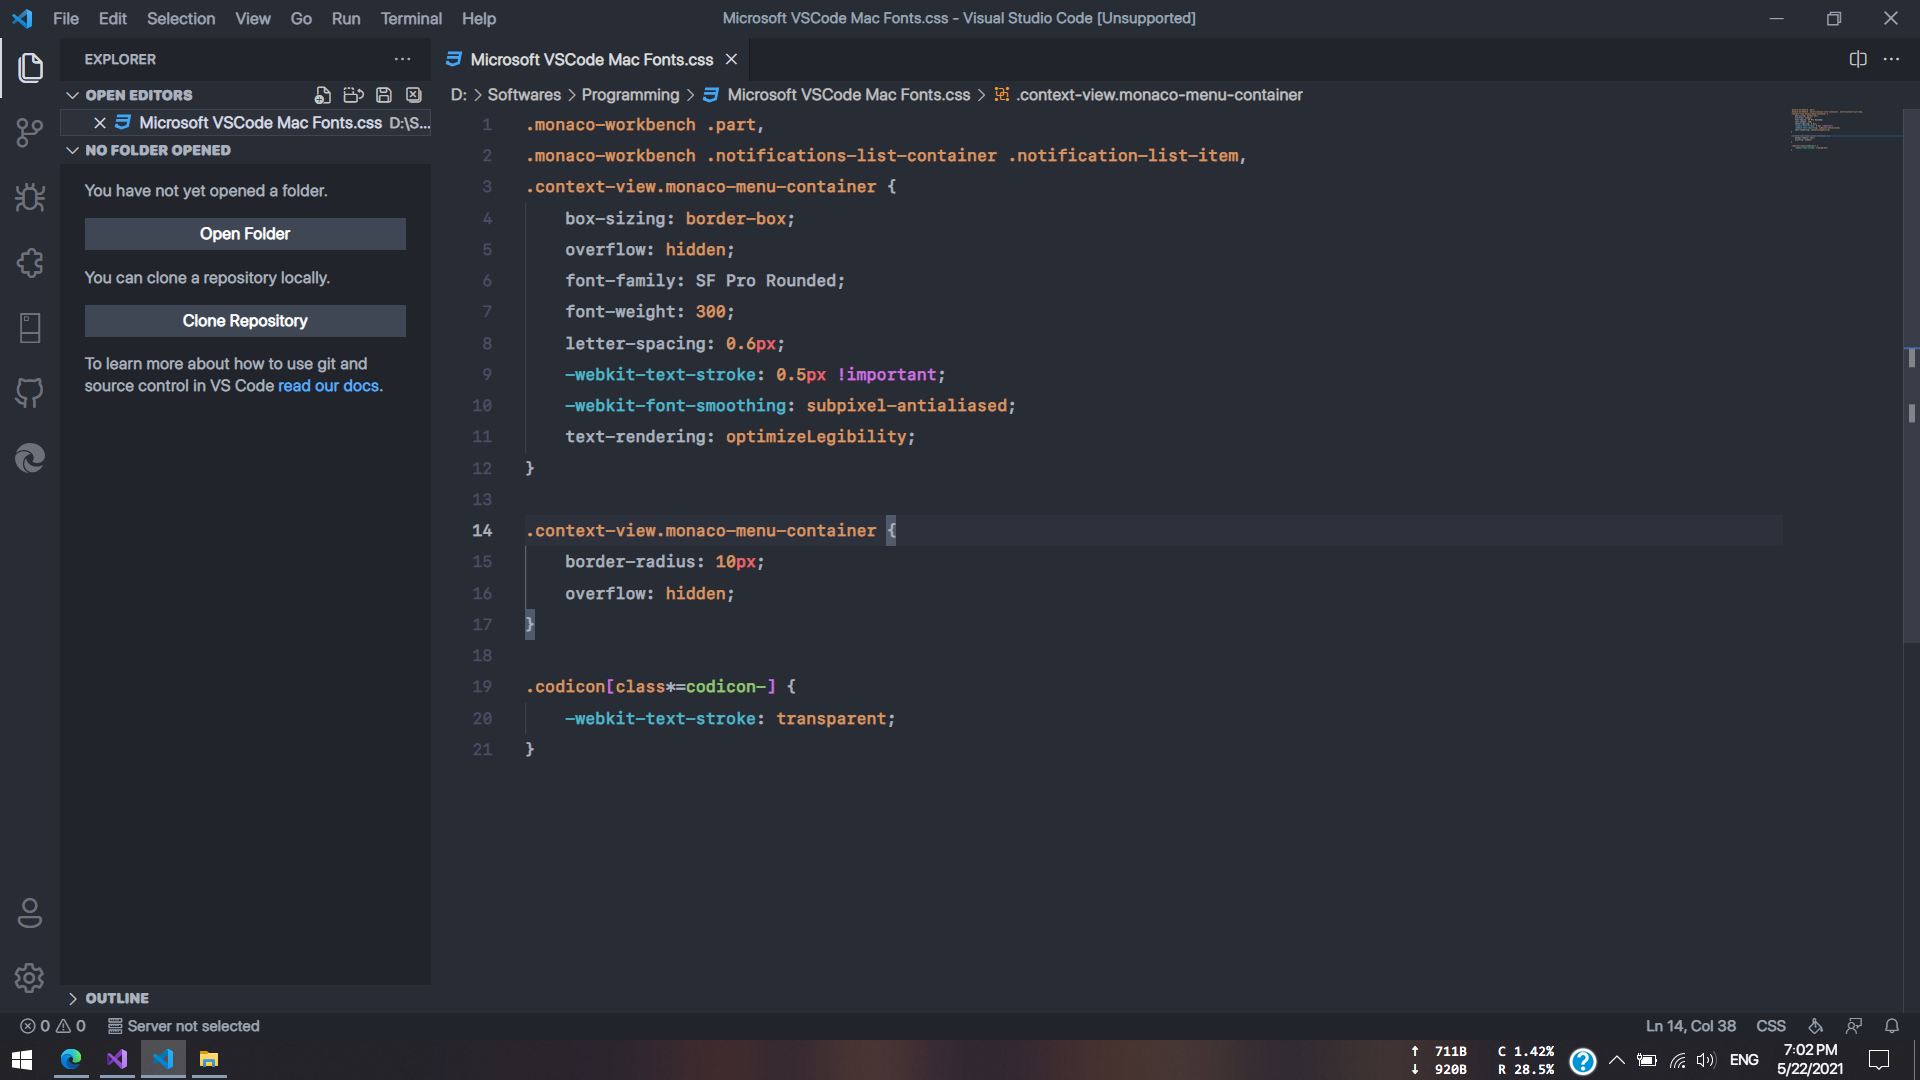 File Edit Selection View Go Run Terminal Help
Microsoft VSCode Mac Fonts.css - Visual Studio Code [Unsupported]
EXPLORER
Microsoft VSCode Mac Fonts.css
OPEN EDITORS
Microsoft VSCode Mac Fonts.css D:\S...
NO FOLDER OPENED
You have not yet opened a folder.
Open Folder
You can clone a repository locally.
Clone Repository
To learn more about how to use git and
source control in VS Code read our docs.
OUTLINE
D: > Softwares > Programming > Microsoft VSCode Mac Fonts.css > .context-view.monaco-menu-container
1 .monaco-workbench .part,
2 .monaco-workbench .notifications-list-container .notification-list-item,
3 .context-view.monaco-menu-container {
4 box-sizing: border-box;
5 overflow: hidden;
6 font-family: SF Pro Rounded;
7 font-weight: 300;
8 letter-spacing: 0.6px;
9 -webkit-text-stroke: 0.5px !important;
10 -webkit-font-smoothing: subpixel-antialiased;
11 text-rendering: optimizeLegibility;
12 }
13
14 .context-view.monaco-menu-container {
15 border-radius: 10px;
16 overflow: hidden;
17 }
18
19 .codicon[class*=codicon-] {
20 -webkit-text-stroke: transparent;
21 }
0 0 Server not selected
Ln 14, Col 38 CSS
↑ 711B C 1.42%
↓ 920B R 28.5%
ENG
7:02 PM
5/22/2021